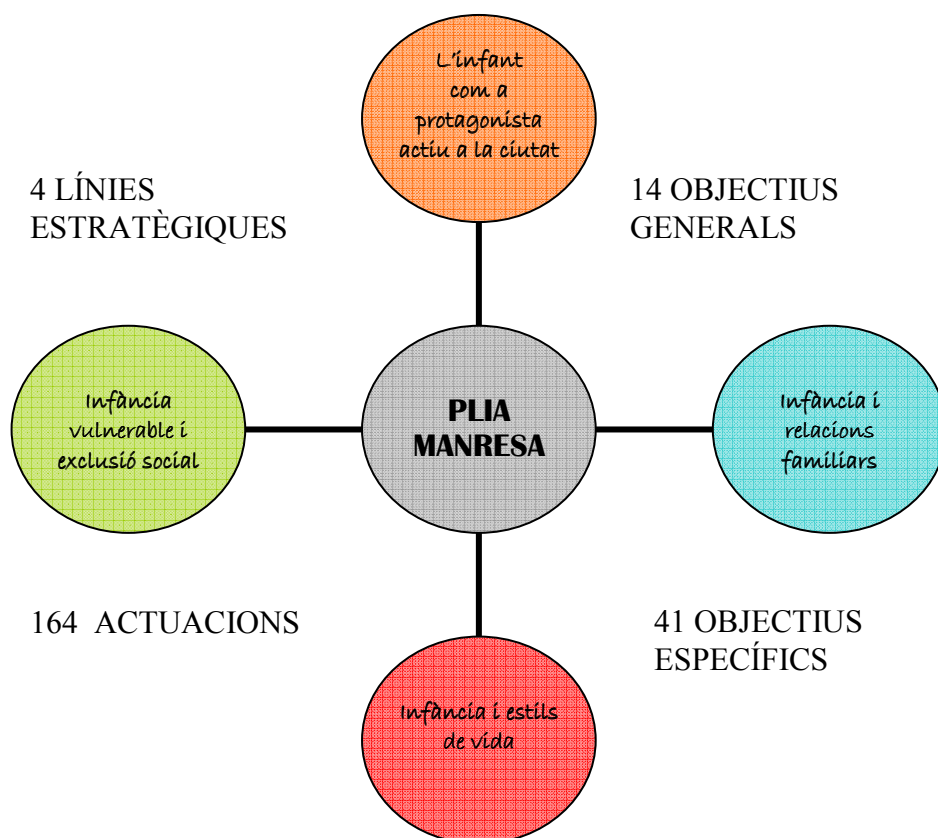 L'infant
com a
protagonista
actiu a la ciutat
4 LÍNIES
ESTRATÈGIQUES
14 OBJECTIUS
GENERALS
Infància
vulnerable i
exclusió social
PLIA
MANRESA
Infància i
relacions
familiars
164 ACTUACIONS
41 OBJECTIUS
ESPECÍFICS
Infància i estils
de vida